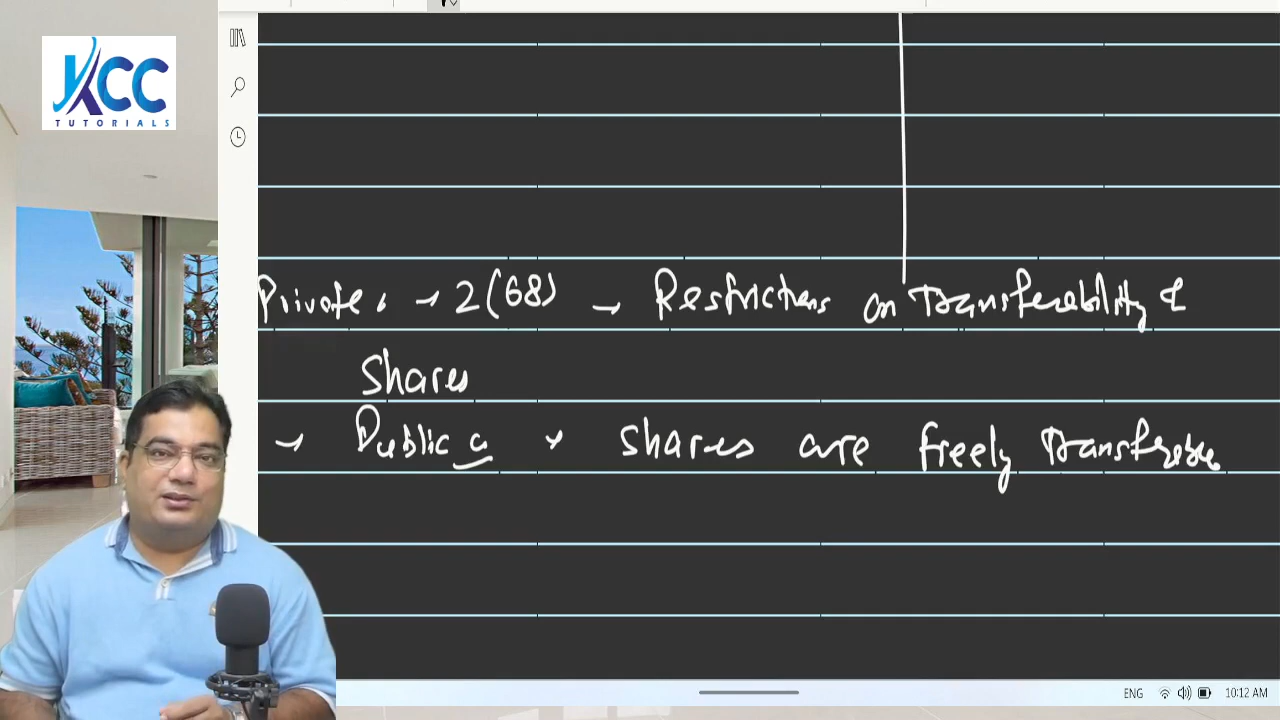 KCC
TUTORIALS
Private → 2(68) → Restrictions on Transferability of
Shares
→ Public Co → Shares are freely Transferable
ENG 10:12 AM